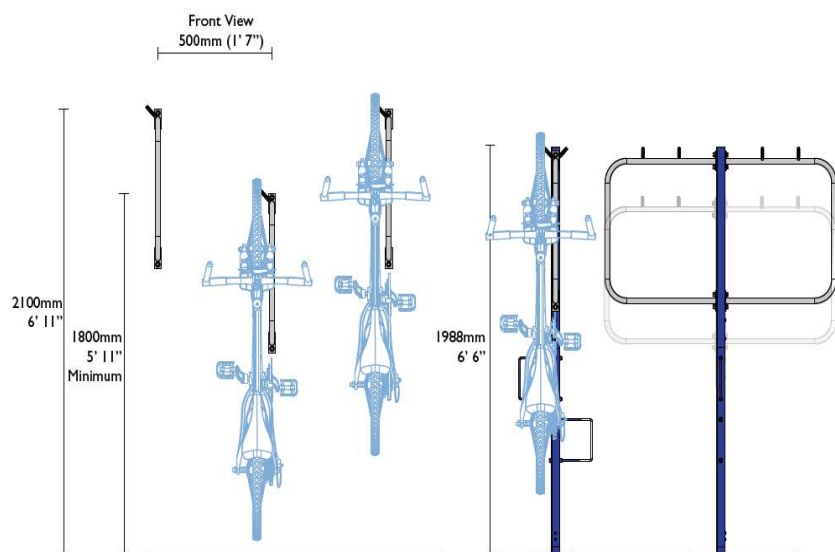 Front View
500mm (1’ 7”)
2100mm
6’ 11”
1800mm
5’ 11”
Minimum
1988mm
6’ 6”